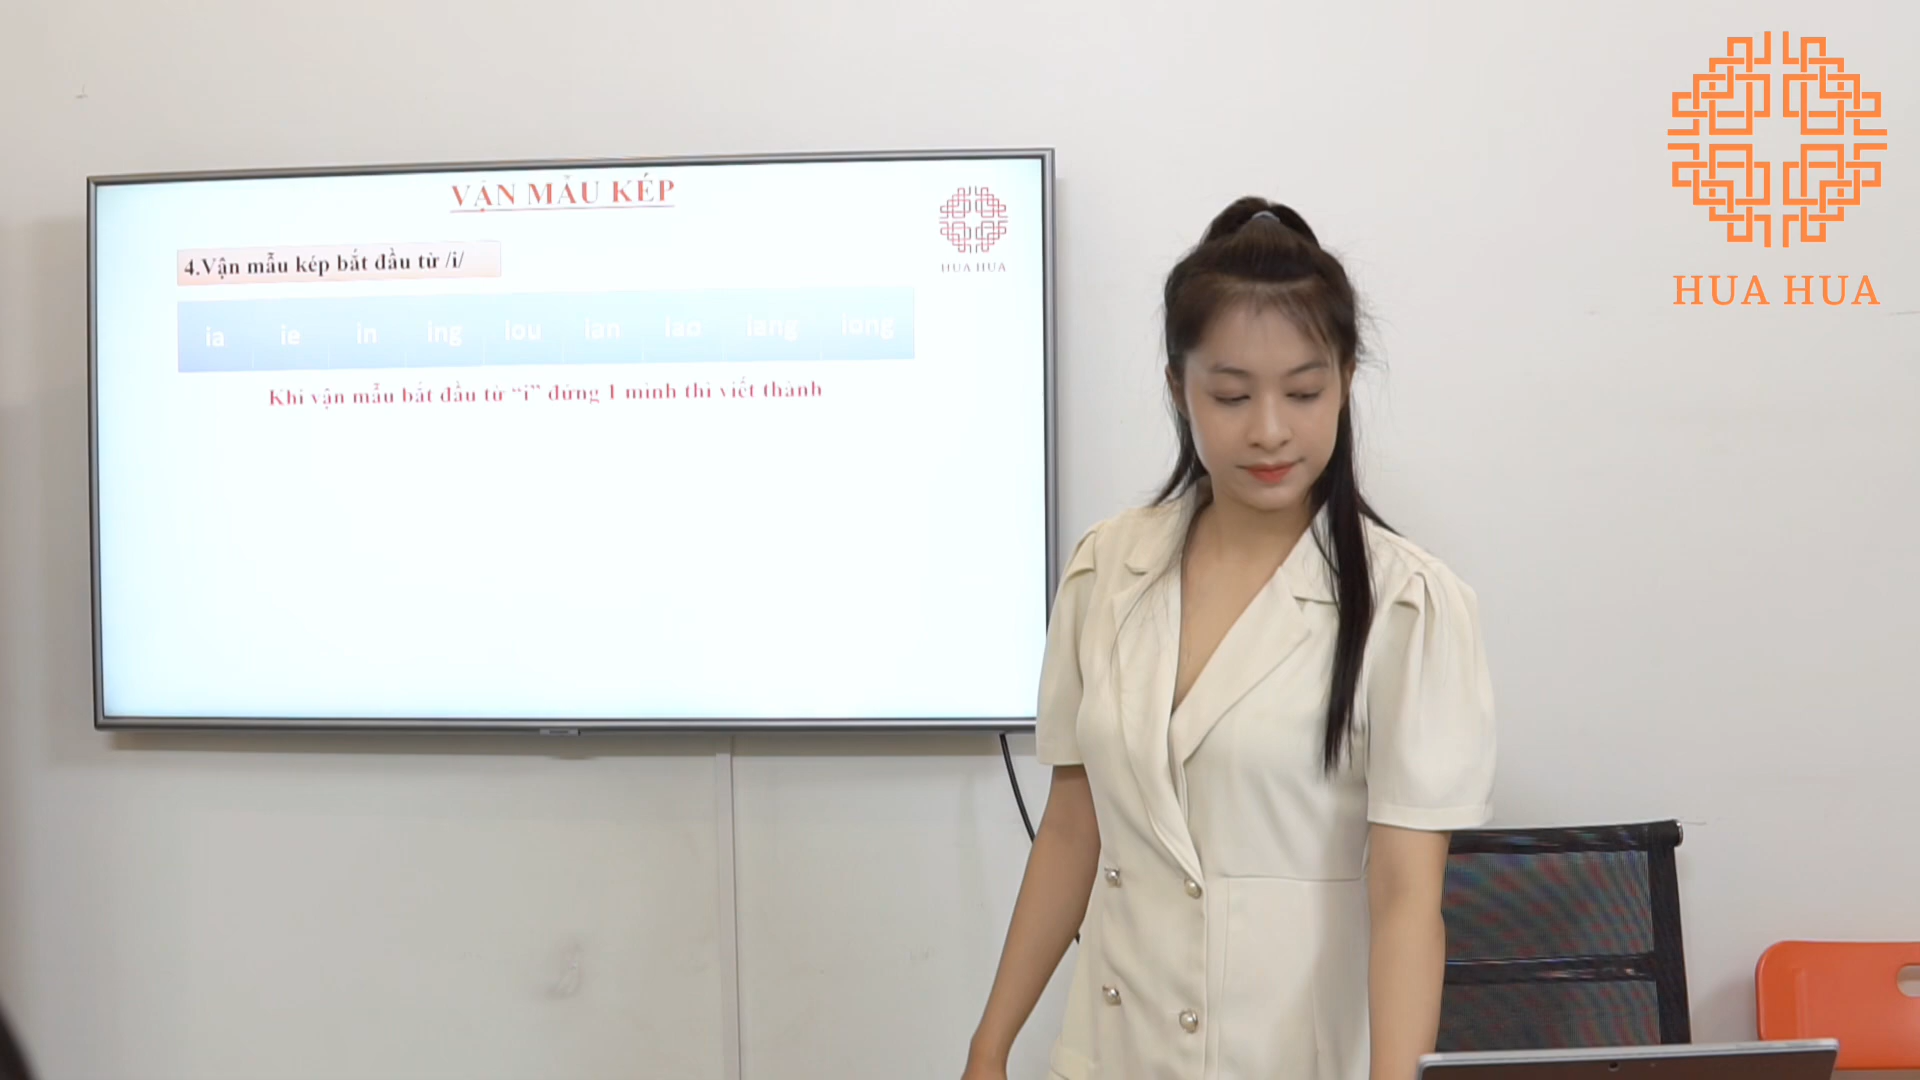 VẬN MẪU KÉP
HUA HUA
4.Vận mẫu kép bắt đầu từ /i/
ia ie in ing iou ian iao iang iong
Khi vận mẫu bắt đầu từ “i” đứng 1 mình thì viết thành
HUA HUA